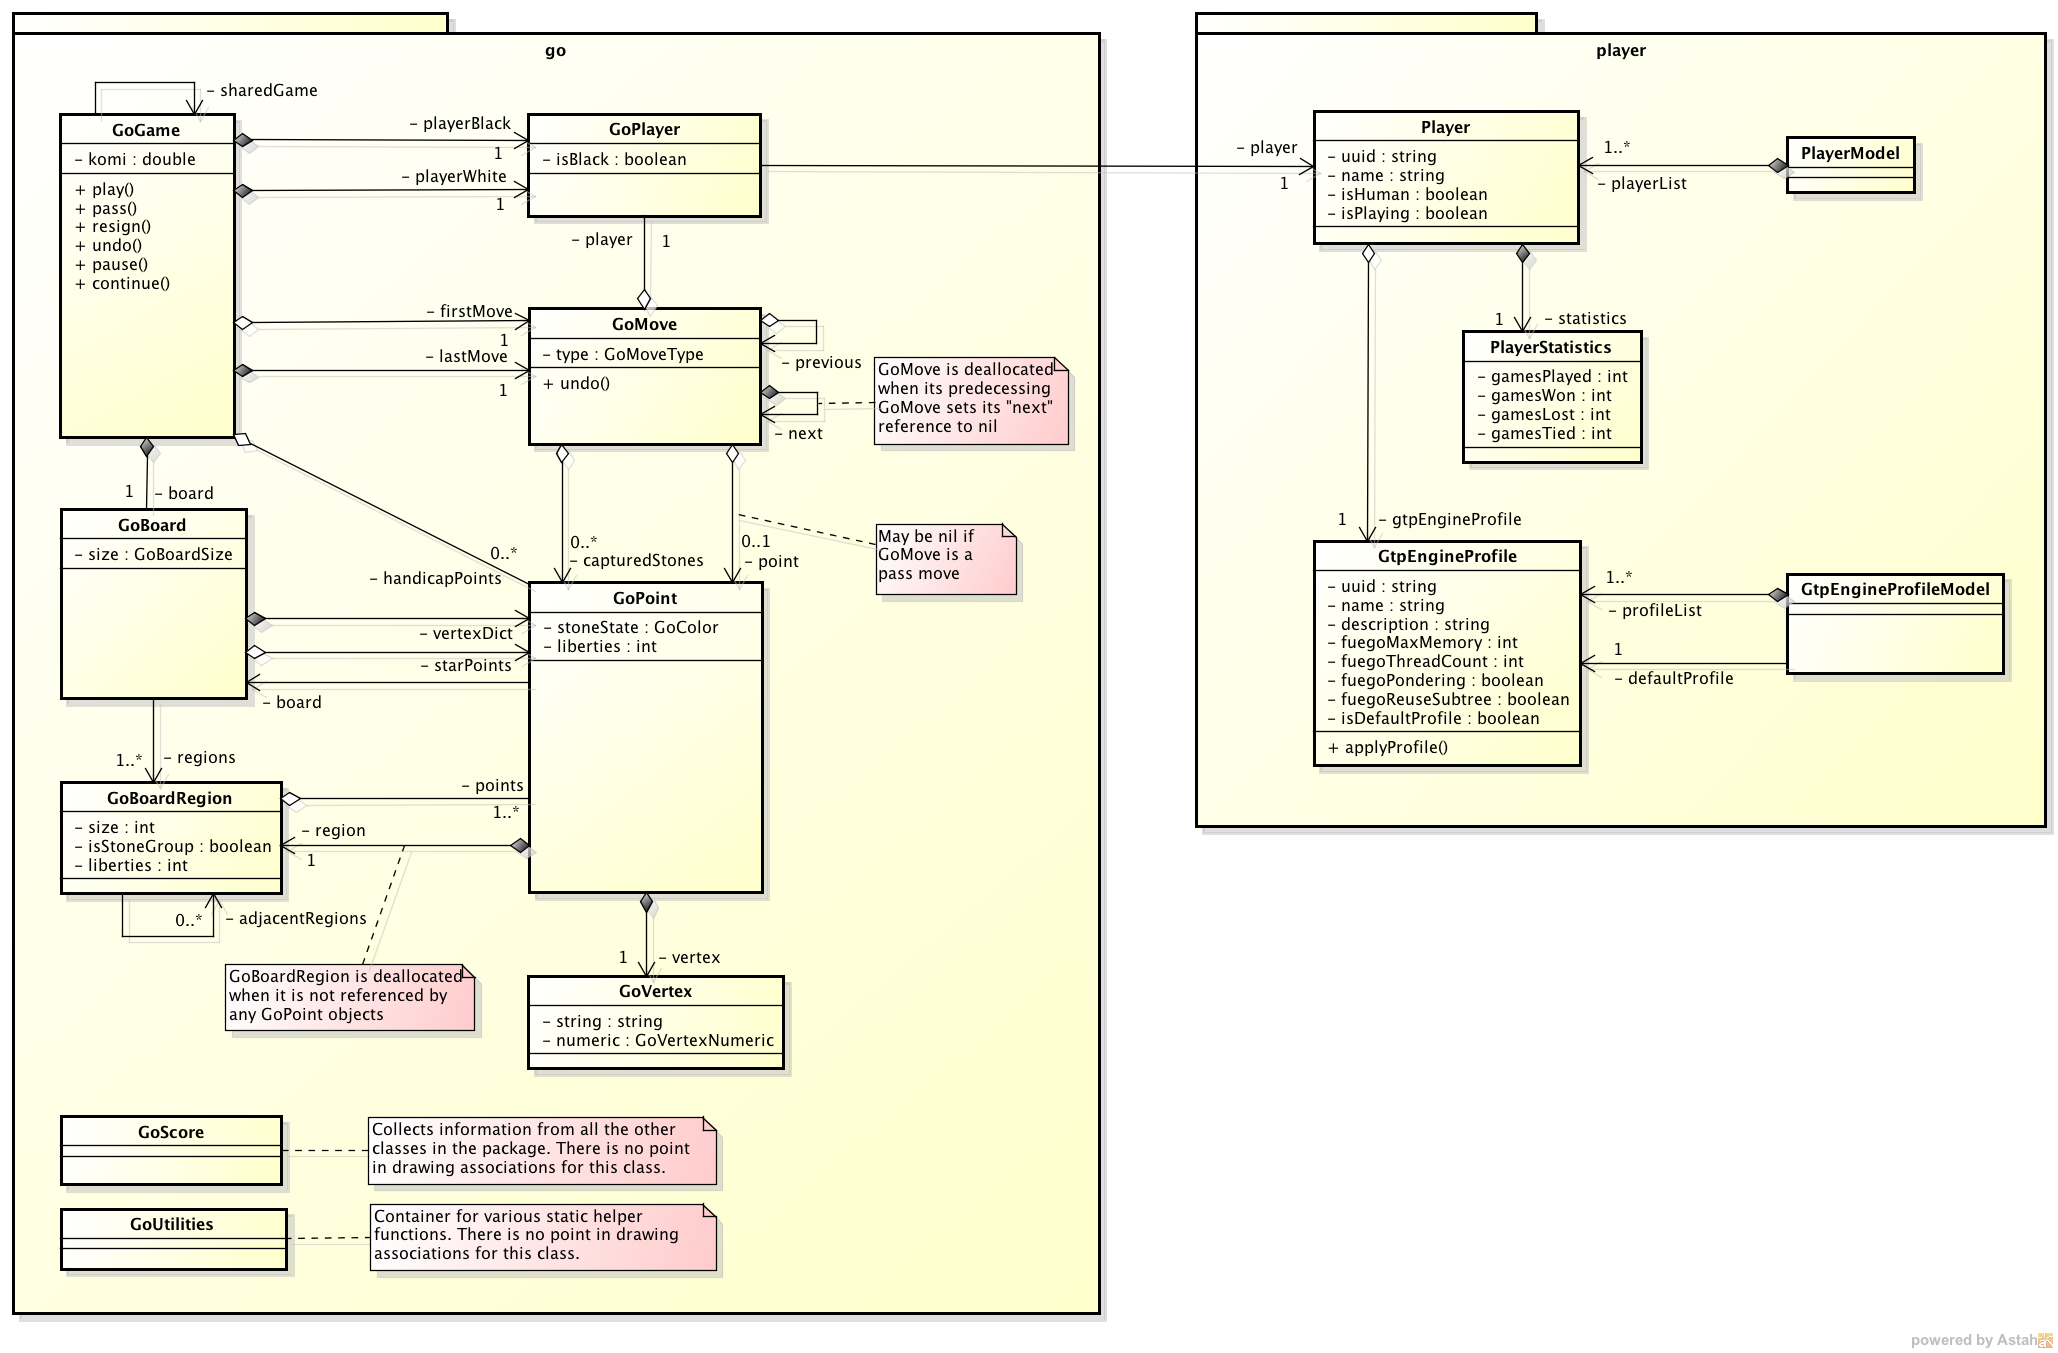 go
– sharedGame
GoGame
– komi : double
+ play()
+ pass()
+ resign()
+ undo()
+ pause()
+ continue()
– playerBlack
1
– playerWhite
1
GoPlayer
– isBlack : boolean
– player
1
– firstMove
1
– lastMove
1
GoMove
– type : GoMoveType
+ undo()
– previous
– next
GoMove is deallocated
when its predecessing
GoMove sets its "next"
reference to nil
1
– board
GoBoard
– size : GoBoardSize
0..*
– handicapPoints
0..*
– capturedStones
0..1
– point
May be nil if
GoMove is a
pass move
GoPoint
– stoneState : GoColor
– liberties : int
– vertexDict
– starPoints
– board
1..*
– regions
GoBoardRegion
– size : int
– isStoneGroup : boolean
– liberties : int
– points
1..*
– region
1
0..*
– adjacentRegions
GoBoardRegion is deallocated
when it is not referenced by
any GoPoint objects
1
– vertex
GoVertex
– string : string
– numeric : GoVertexNumeric
GoScore
Collects information from all the other
classes in the package. There is no point
in drawing associations for this class.
GoUtilities
Container for various static helper
functions. There is no point in drawing
associations for this class.
player
– player
1
Player
– uuid : string
– name : string
– isHuman : boolean
– isPlaying : boolean
1..*
– playerList
PlayerModel
1
– statistics
PlayerStatistics
– gamesPlayed : int
– gamesWon : int
– gamesLost : int
– gamesTied : int
1
– gtpEngineProfile
GtpEngineProfile
– uuid : string
– name : string
– description : string
– fuegoMaxMemory : int
– fuegoThreadCount : int
– fuegoPondering : boolean
– fuegoReuseSubtree : boolean
– isDefaultProfile : boolean
+ applyProfile()
1..*
– profileList
1
– defaultProfile
GtpEngineProfileModel
powered by Astah